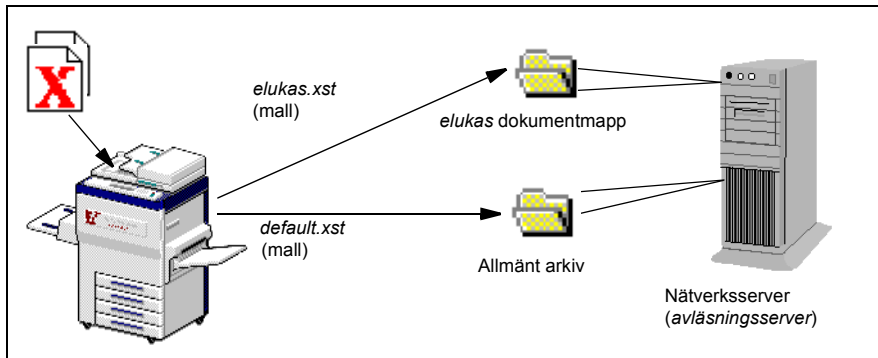 X
elukas.xst
(mall)
elukas dokumentmapp
default.xst
(mall)
Allmänt arkiv
Nätverksserver
(avläsningsserver)